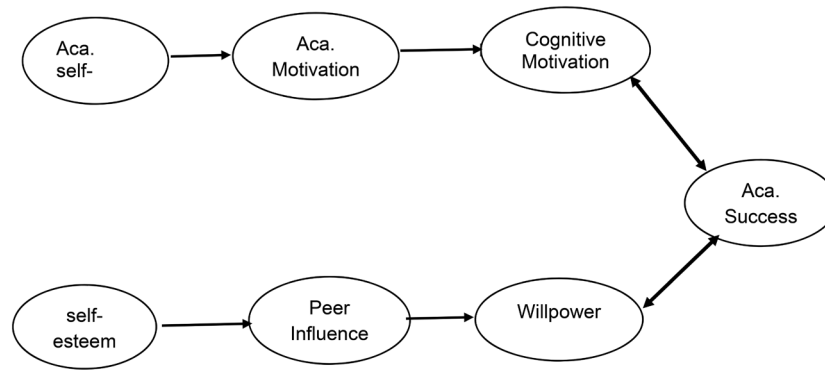 Aca.
self-
Aca.
Motivation
Cognitive
Motivation
Aca.
Success
self-
esteem
Peer
Influence
Willpower